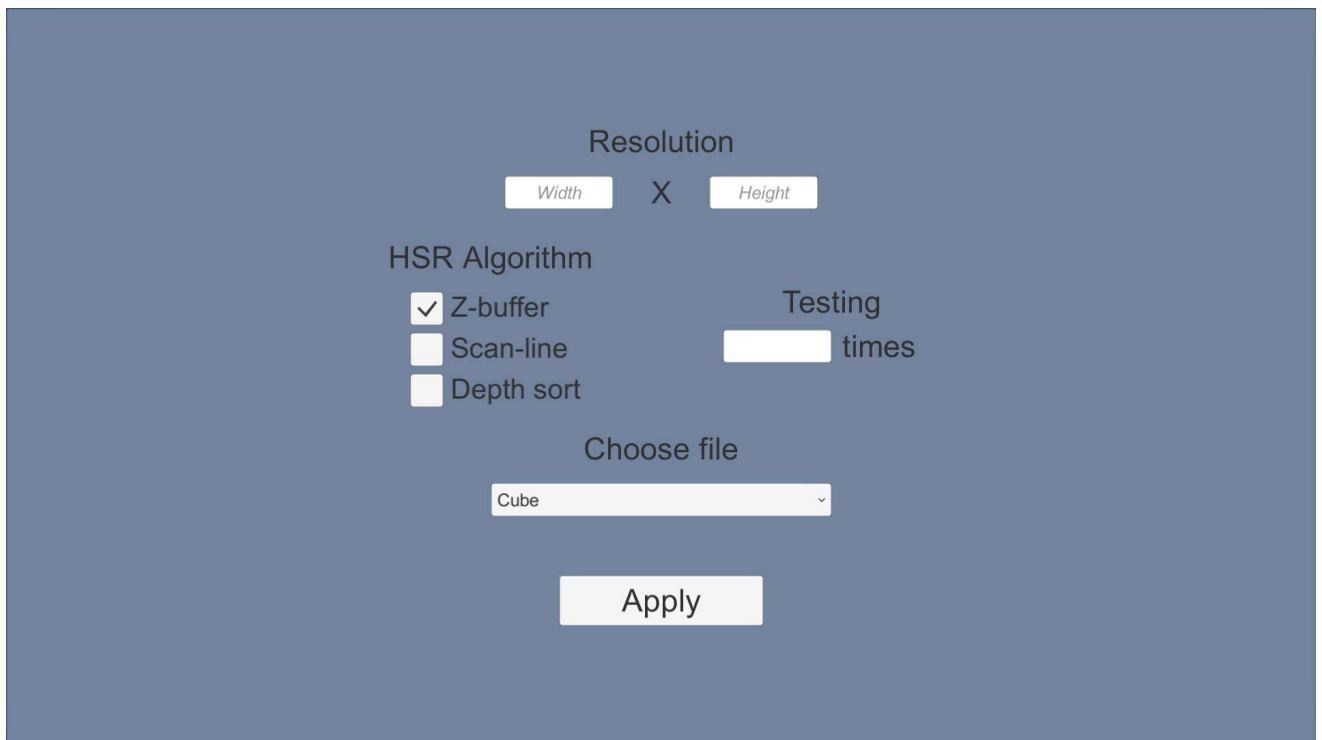 Resolution
Width X Height
HSR Algorithm
Z-buffer
Scan-line
Depth sort
Testing
times
Choose file
Cube
Apply